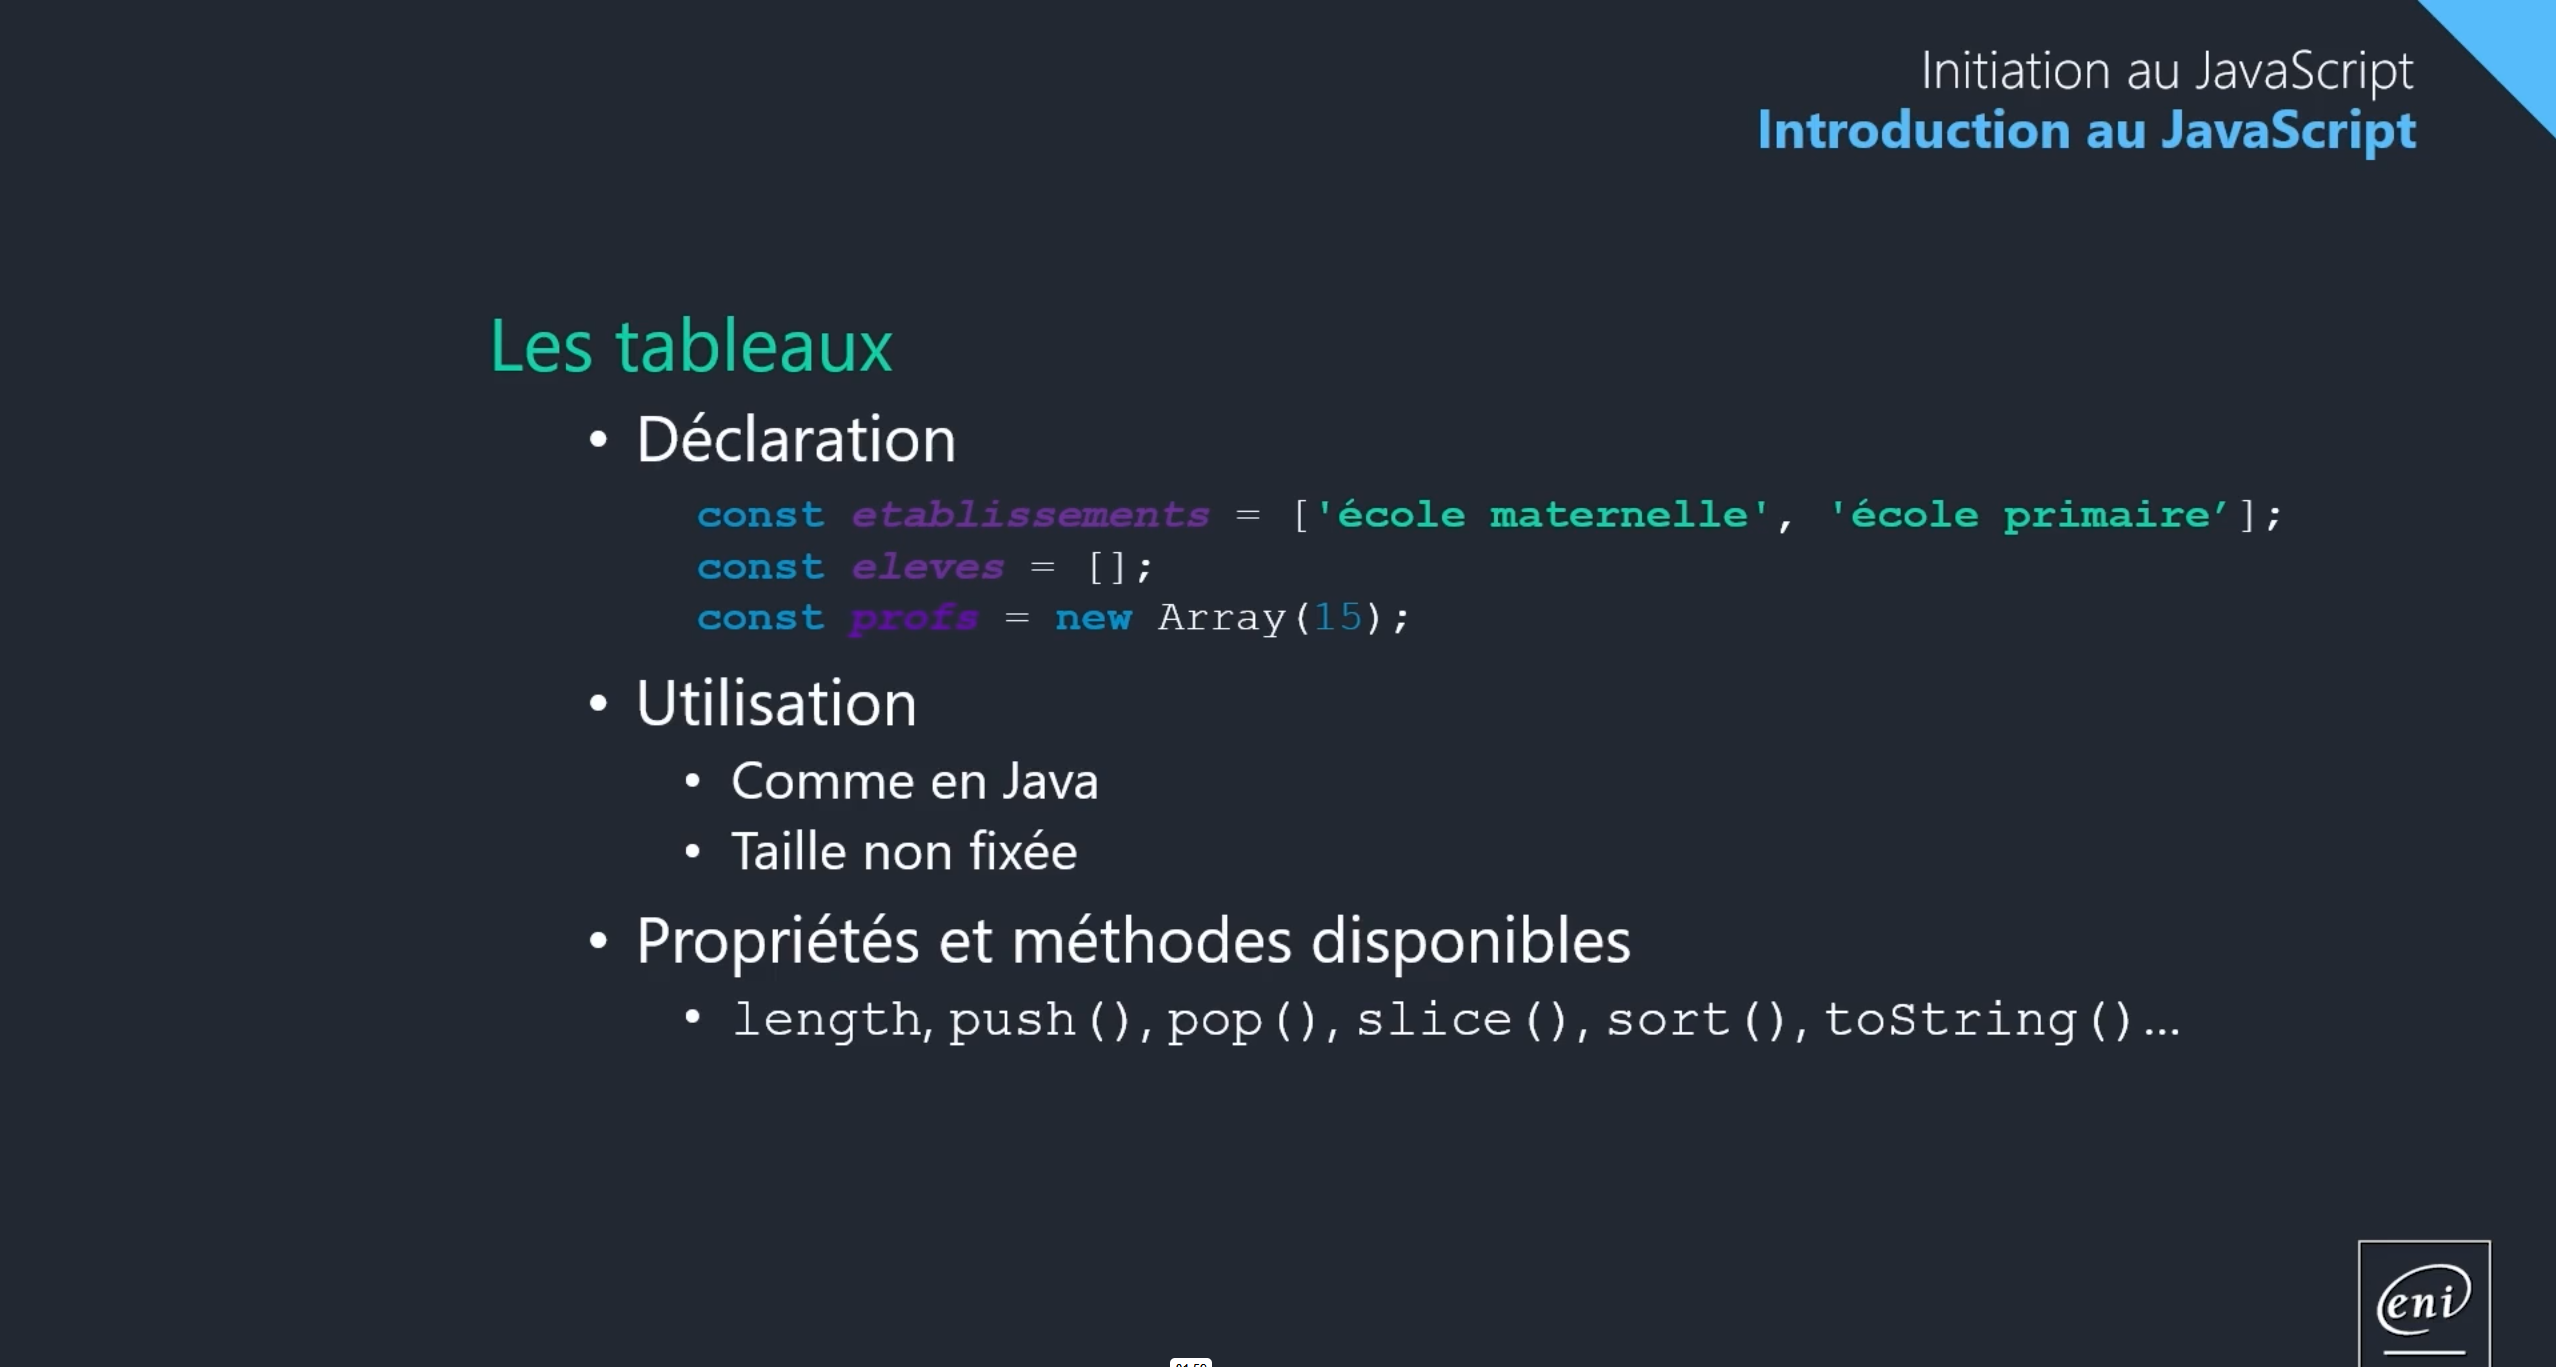 Initiation au JavaScript
Introduction au JavaScript
Les tableaux
• Déclaration
const etablissements = ['école maternelle', 'école primaire’];
const eleves = [];
const profs = new Array(15);
• Utilisation
• Comme en Java
• Taille non fixée
• Propriétés et méthodes disponibles
• length, push(), pop(), slice(), sort(), toString()…
eni